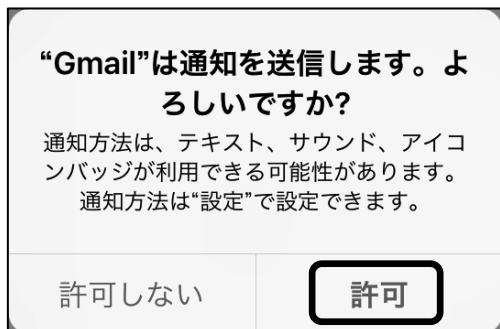 “Gmail”は通知を送信します。よ
ろしいですか?
通知方法は、テキスト、サウンド、アイコ
ンバッジが利用できる可能性があります。
通知方法は“設定”で設定できます。
許可しない
許可